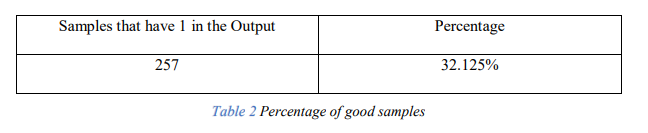 Samples that have 1 in the Output Percentage
257 32.125%
Table 2 Percentage of good samples